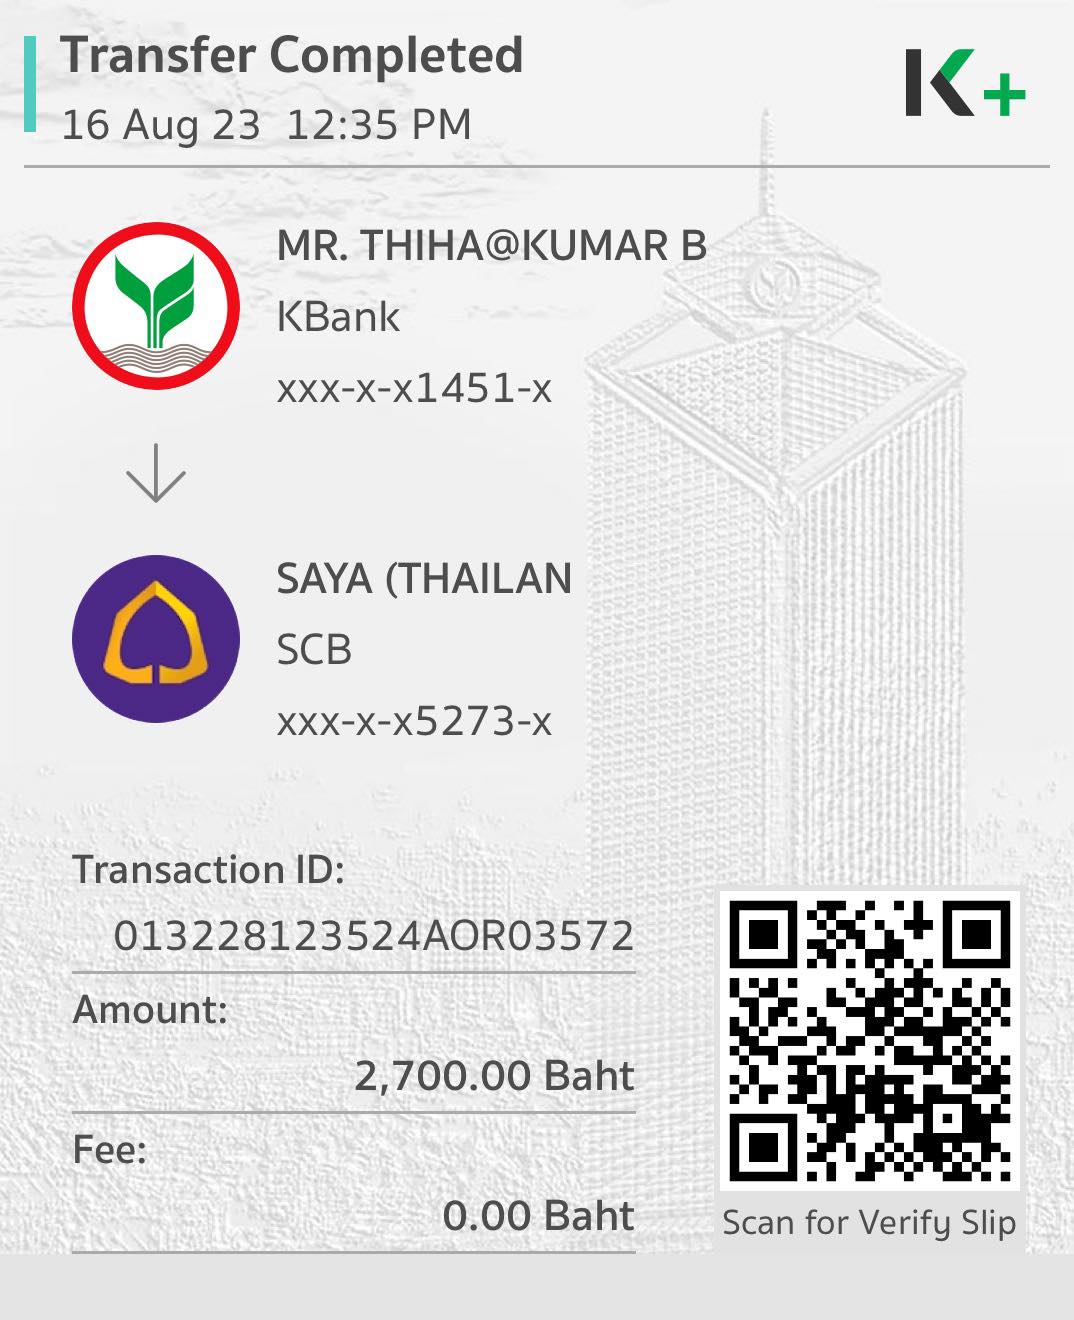 Transfer Completed
16 Aug 23 12:35 PM
K+
MR. THIHA@KUMAR B
KBank
xxx-x-x1451-x
SAYA (THAILAN
SCB
xxx-x-x5273-x
Transaction ID:
013228123524AOR03572
Amount:
2,700.00 Baht
Fee:
0.00 Baht
Scan for Verify Slip